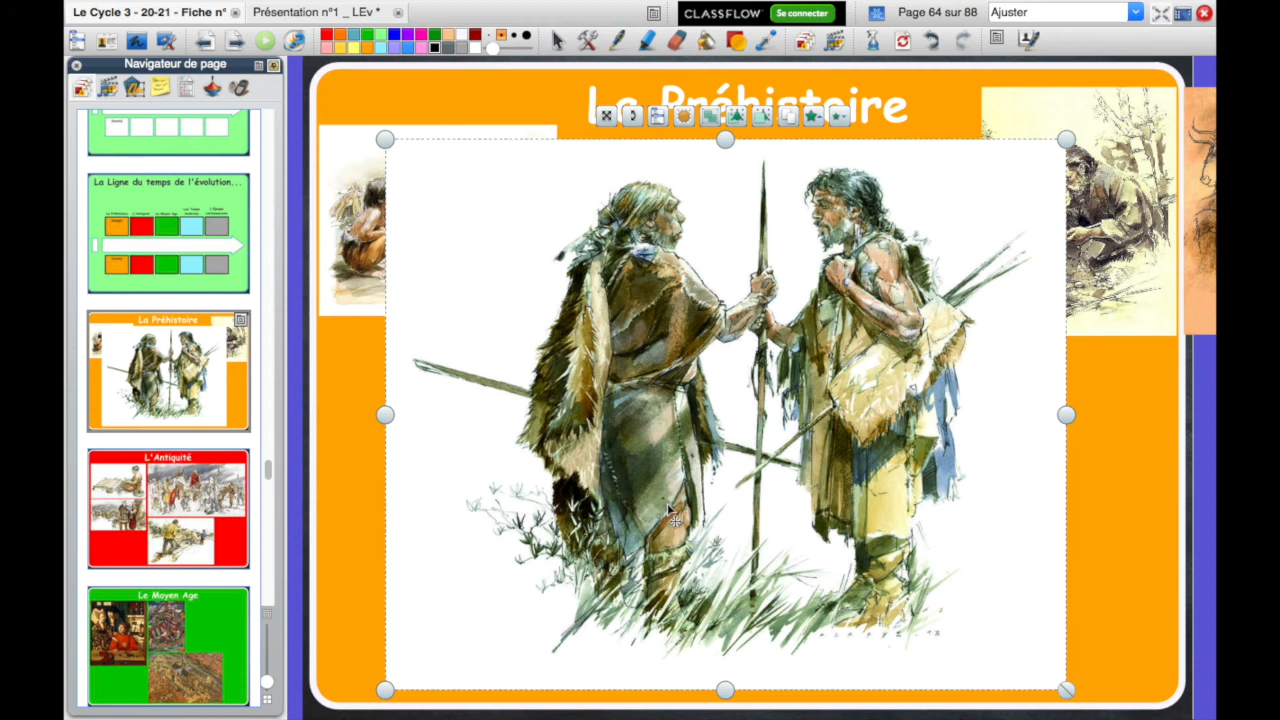 Le Cycle 3 - 20-21 - Fiche n°
Présentation n°1 _ LEv *
CLASSFLOW
Se connecter
Page 64 sur 88
Ajuster
Navigateur de page
La Préhistoire
La Ligne du temps de l'évolution...
La Préhistoire
L'Antiquité
Le Moyen Age